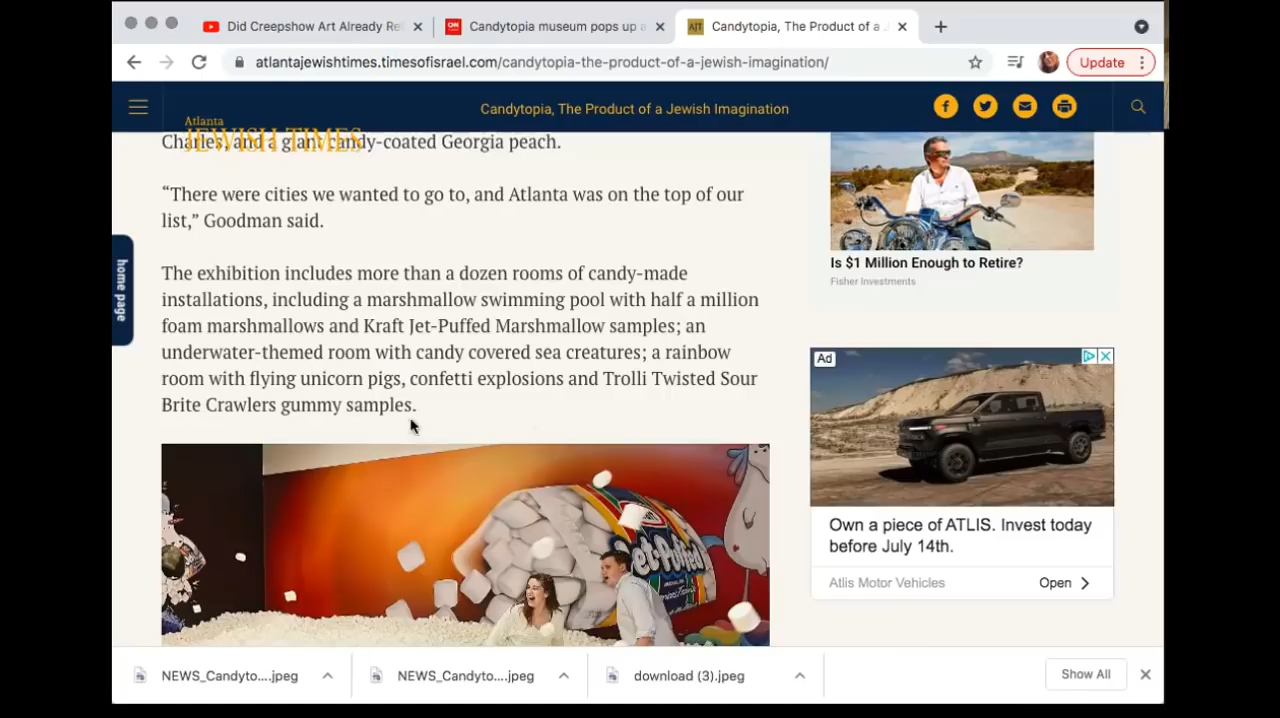 Did Creepshow Art Already Re
Candytopia museum pops up a
AJT
Candytopia, The Product of a
atlantajewishtimes.timesofisrael.com/candytopia-the-product-of-a-jewish-imagination/
Update
Atlanta
JEWISH TIMES
Candytopia, The Product of a Jewish Imagination
home page
Charles, and a giant candy-coated Georgia peach.
“There were cities we wanted to go to, and Atlanta was on the top of our
list,” Goodman said.
The exhibition includes more than a dozen rooms of candy-made
installations, including a marshmallow swimming pool with half a million
foam marshmallows and Kraft Jet-Puffed Marshmallow samples; an
underwater-themed room with candy covered sea creatures; a rainbow
room with flying unicorn pigs, confetti explosions and Trolli Twisted Sour
Brite Crawlers gummy samples.
et-Puffed
Is $1 Million Enough to Retire?
Fisher Investments
Ad
Own a piece of ATLIS. Invest today
before July 14th.
Atlis Motor Vehicles
Open
NEWS_Candyto....jpeg
NEWS_Candyto....jpeg
download (3).jpeg
Show All